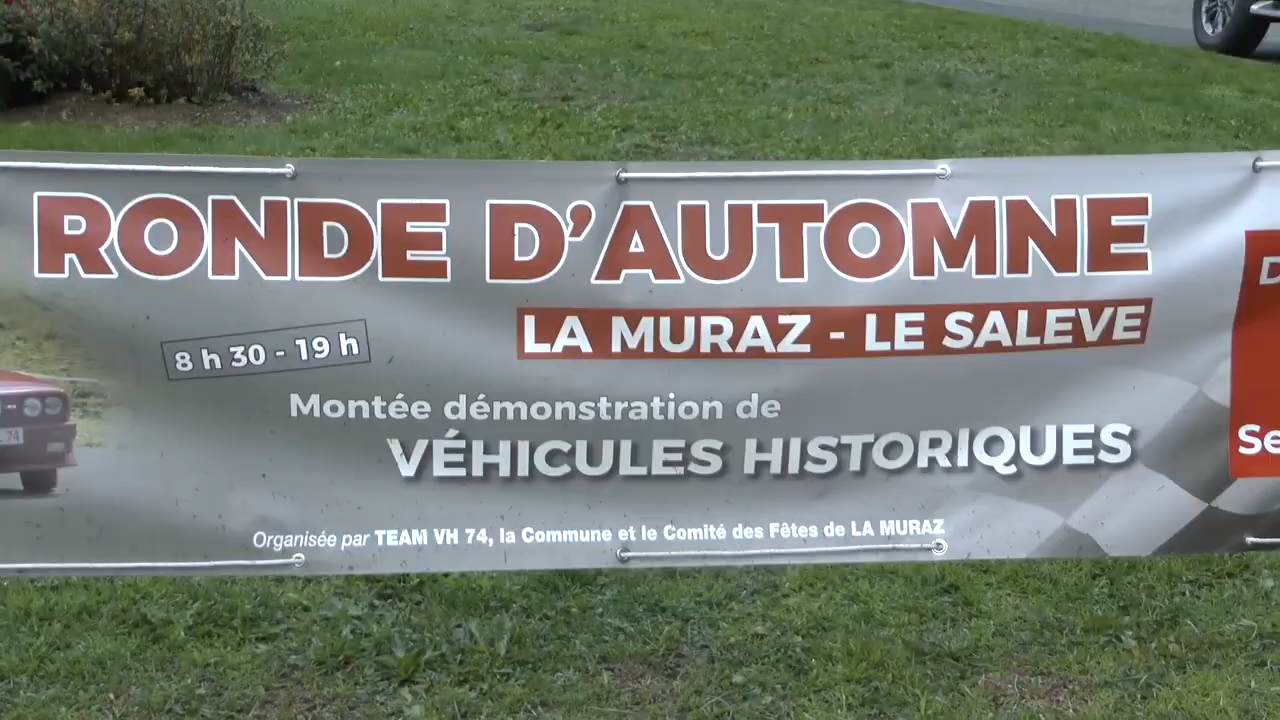 RONDE D'AUTOMNE
LA MURAZ - LE SALEVE
8 h 30 - 19 h
Montée démonstration de
VÉHICULES HISTORIQUES
Organisée par TEAM VH 74, la Commune et le Comité des Fêtes de LA MURAZ
74